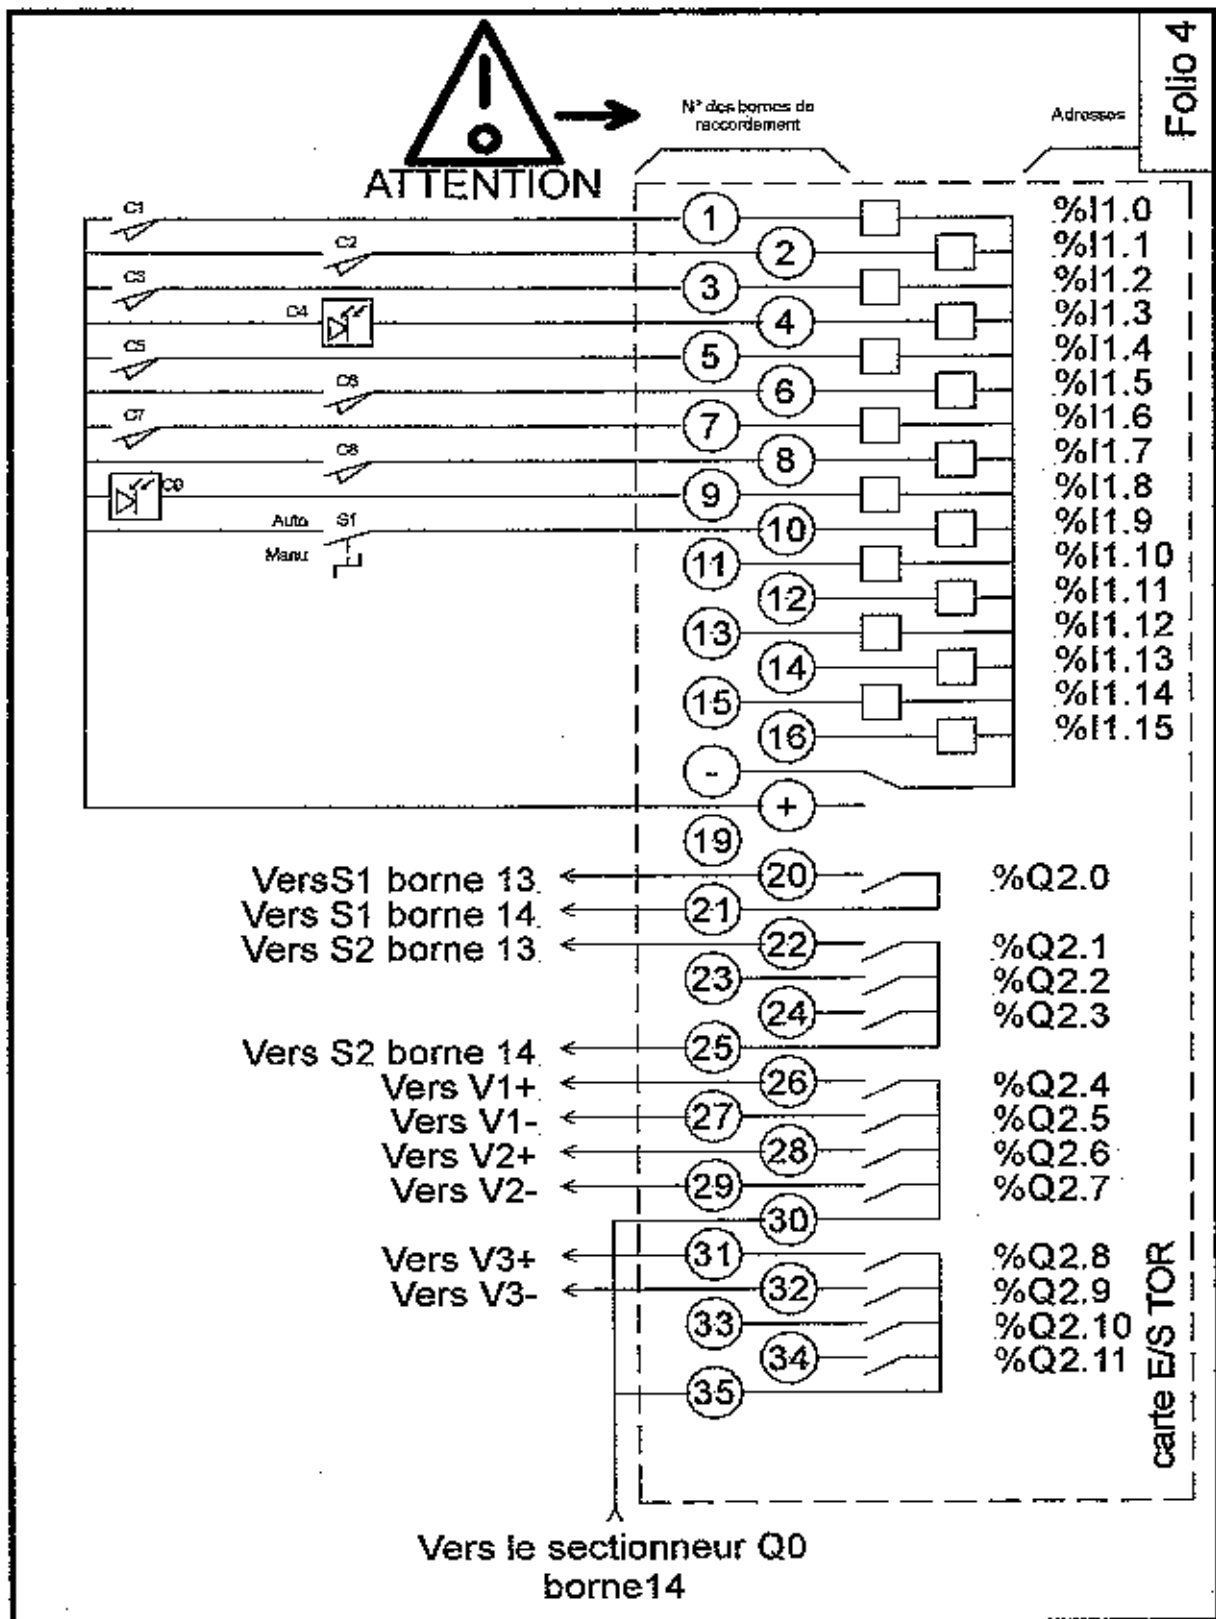 Folio 4
N° des bornes de
raccordement
Adresses
ATTENTION
C1 1 %I1.0
C2 2 %I1.1
C3 3 %I1.2
C4 4 %I1.3
C5 5 %I1.4
C6 6 %I1.5
C7 7 %I1.6
C8 8 %I1.7
C9 9 %I1.8
Auto S1 10 %I1.9
Manu 11 %I1.10
12 %I1.11
13 %I1.12
14 %I1.13
15 %I1.14
16 %I1.15
-
+
19
VersS1 borne 13 20 %Q2.0
Vers S1 borne 14 21
Vers S2 borne 13 22 %Q2.1
23 %Q2.2
24 %Q2.3
Vers S2 borne 14 25
Vers V1+ 26 %Q2.4
Vers V1- 27 %Q2.5
Vers V2+ 28 %Q2.6
Vers V2- 29 %Q2.7
30
Vers V3+ 31 %Q2.8
Vers V3- 32 %Q2.9
33 %Q2.10
34 %Q2.11
35
carte E/S TOR
Vers le sectionneur Q0
borne14